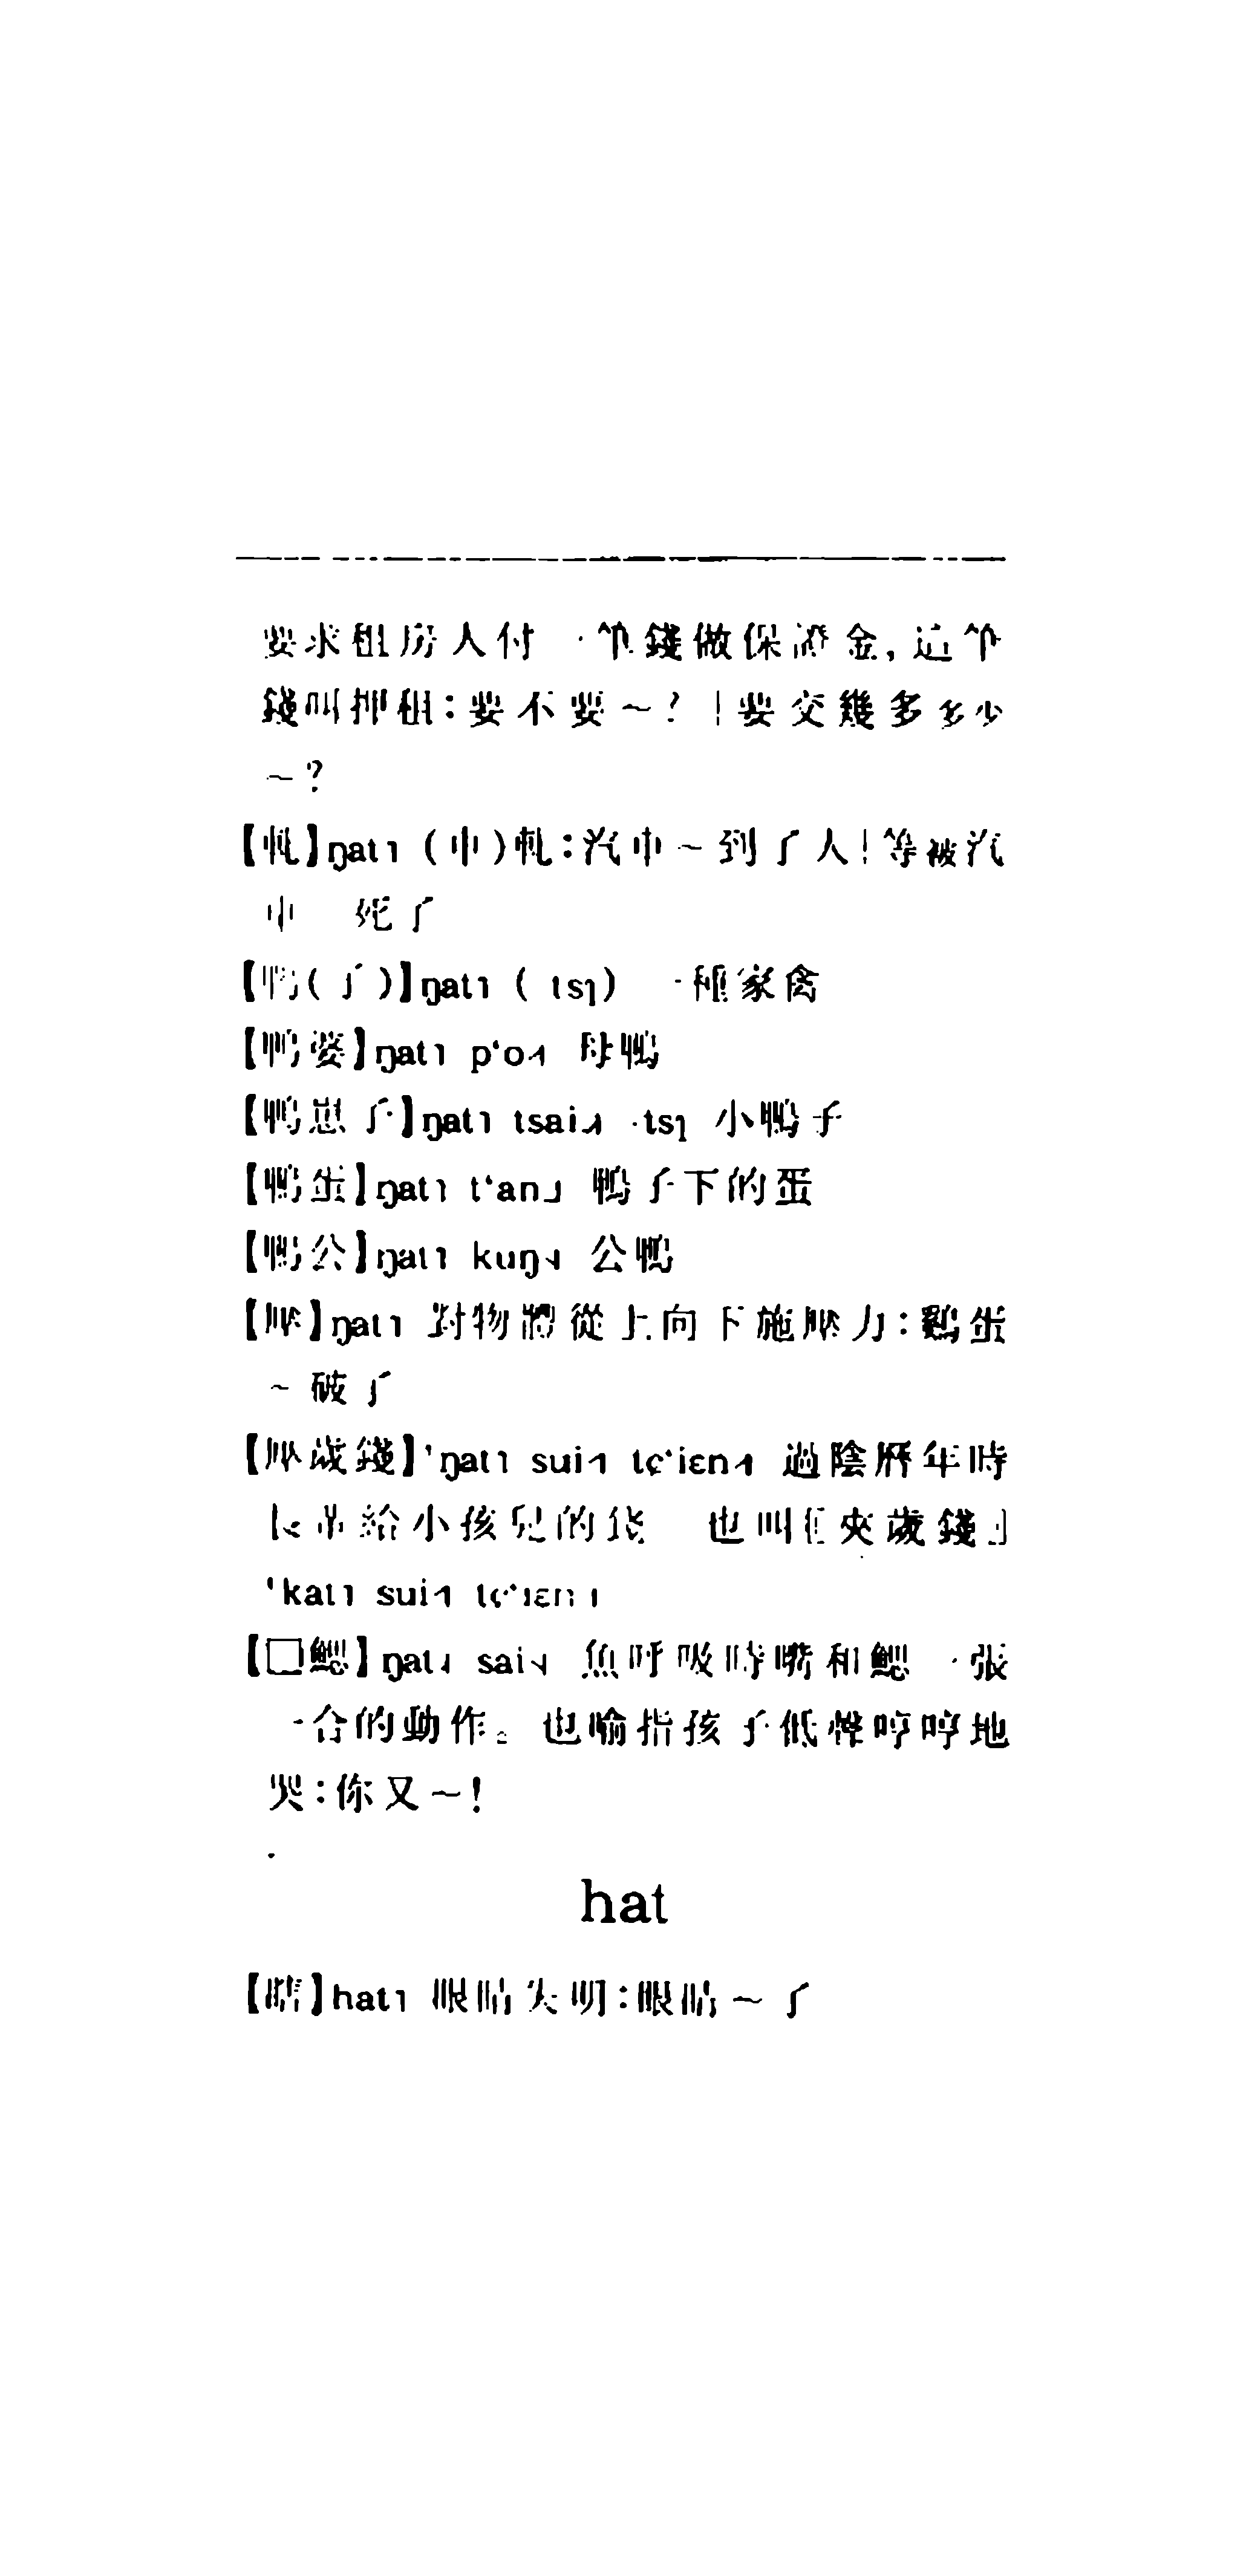 要求租房人付一筆錢做保證金，這筆
錢叫押租：要不要～？｜要交幾多多少
～？
【軋】ŋat˥ (車)軋：汽車～到了人｜等被汽
車 死了
【鴨(子)】ŋat˥ (·tsɿ) 一種家禽
【鴨婆】ŋat˥ pʻo˧˥ 母鴨
【鴨崽子】ŋat˥ tsai˨˩ ·tsɿ 小鴨子
【鴨蛋】ŋat˥ tʻan˩ 鴨子下的蛋
【鴨公】ŋat˥ kuŋ˦˨ 公鴨
【壓】ŋat˥ 對物體從上向下施壓力：鷄蛋
～破了
【壓歲錢】ˈŋat˥ sui˧˥ tɕʻiɛn˧˥ 過陰曆年時
長輩給小孩兒的錢 也叫［夾歲錢］
ˈkat˥ sui˧˥ tɕʻiɛn
【□鰓】ŋat˨ sai˦˨ 魚呼吸時嘴和鰓一張
一合的動作。也喻指孩子低聲哼哼地
哭：你又～！
hat
【瞎】hat˥ 眼睛失明：眼睛～了